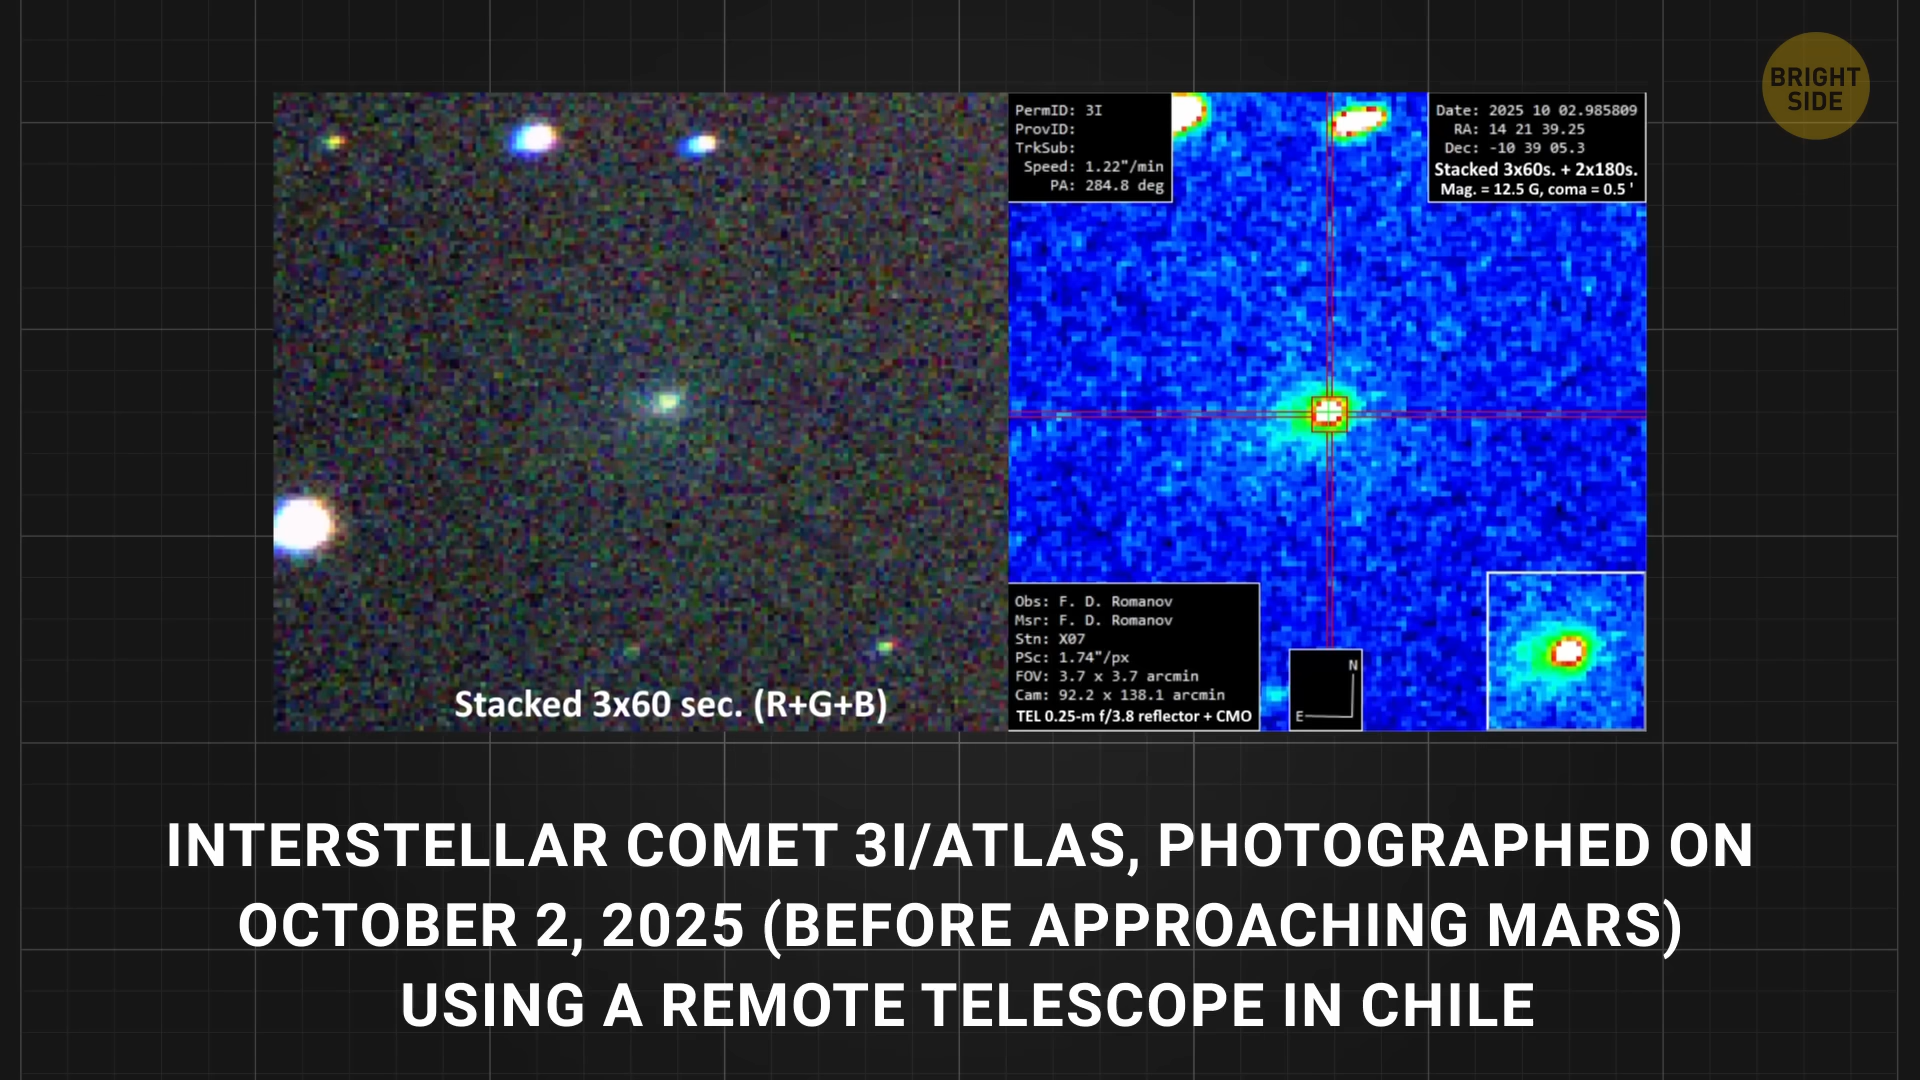 BRIGHT
SIDE
PermID: 3I
ProvID:
TrkSub:
Speed: 1.22"/min
PA: 284.8 deg
Date: 2025 10 02.985809
RA: 14 21 39.25
Dec: -10 39 05.3
Stacked 3x60s. + 2x180s.
Mag. = 12.5 G, coma = 0.5 '
Obs: F. D. Romanov
Msr: F. D. Romanov
Stn: X07
PSc: 1.74"/px
FOV: 3.7 x 3.7 arcmin
Cam: 92.2 x 138.1 arcmin
TEL 0.25-m f/3.8 reflector + CMO
N
E
Stacked 3x60 sec. (R+G+B)
INTERSTELLAR COMET 3I/ATLAS, PHOTOGRAPHED ON
OCTOBER 2, 2025 (BEFORE APPROACHING MARS)
USING A REMOTE TELESCOPE IN CHILE